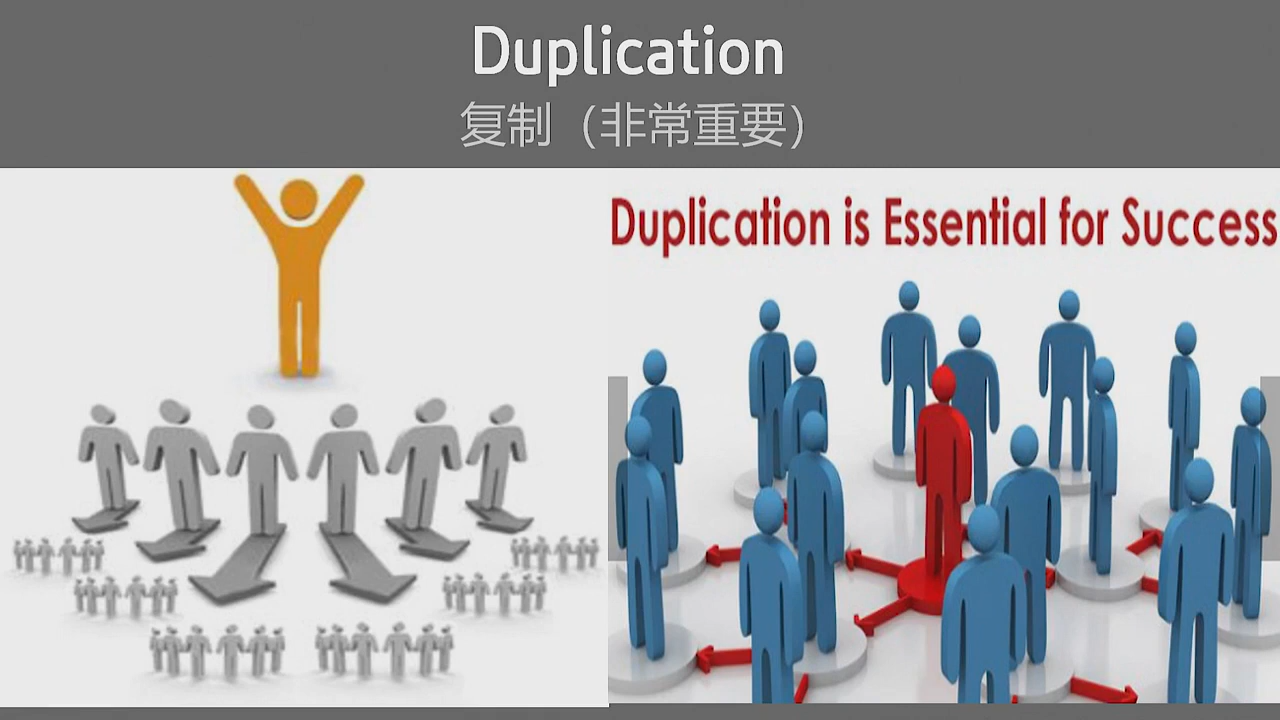 Duplication
复制（非常重要）
Duplication is Essential for Success